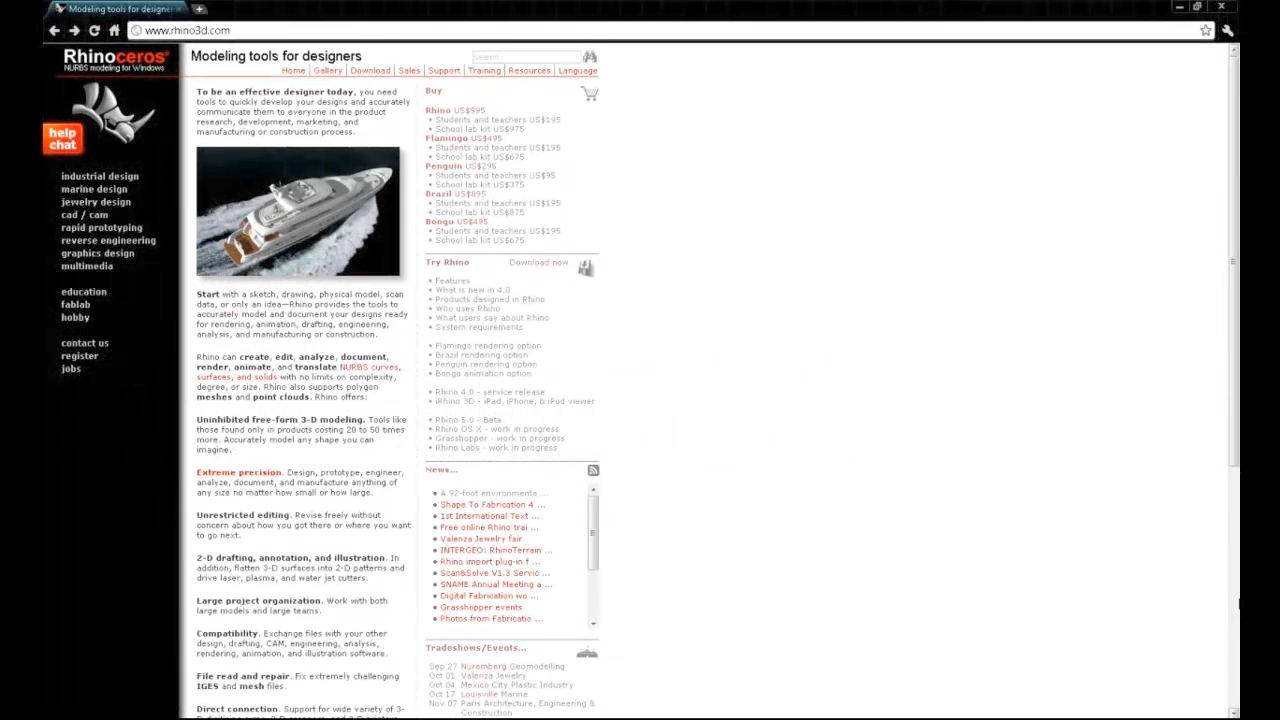 Modeling tools for designers
www.rhino3d.com
Rhinoceros
NURBS modeling for Windows
help
chat
industrial design
marine design
jewelry design
cad / cam
rapid prototyping
reverse engineering
graphics design
multimedia
education
fablab
hobby
contact us
register
jobs
Modeling tools for designers
Search
Home | Gallery | Download | Sales | Support | Training | Resources | Language
To be an effective designer today, you need
tools to quickly develop your designs and accurately
communicate them to everyone in the product
research, development, marketing, and
manufacturing or construction process.
Start with a sketch, drawing, physical model, scan
data, or only an idea—Rhino provides the tools to
accurately model and document your designs ready
for rendering, animation, drafting, engineering,
analysis, and manufacturing or construction.
Rhino can create, edit, analyze, document,
render, animate, and translate NURBS curves,
surfaces, and solids with no limits on complexity,
degree, or size. Rhino also supports polygon
meshes and point clouds. Rhino offers:
Uninhibited free-form 3-D modeling. Tools like
those found only in products costing 20 to 50 times
more. Accurately model any shape you can
imagine.
Extreme precision. Design, prototype, engineer,
analyze, document, and manufacture anything of
any size no matter how small or how large.
Unrestricted editing. Revise freely without
concern about how you got there or where you want
to go next.
2-D drafting, annotation, and illustration. In
addition, flatten 3-D surfaces into 2-D patterns and
drive laser, plasma, and water jet cutters.
Large project organization. Work with both
large models and large teams.
Compatibility. Exchange files with your other
design, drafting, CAM, engineering, analysis,
rendering, animation, and illustration software.
File read and repair. Fix extremely challenging
IGES and mesh files.
Direct connection. Support for wide variety of 3-
Buy
Rhino US$995
• Students and teachers US$195
• School lab kit US$975
Flamingo US$495
• Students and teachers US$195
• School lab kit US$675
Penguin US$295
• Students and teachers US$95
• School lab kit US$375
Brazil US$895
• Students and teachers US$195
• School lab kit US$875
Bongo US$495
• Students and teachers US$195
• School lab kit US$675
Try Rhino Download now
• Features
• What is new in 4.0
• Products designed in Rhino
• Who uses Rhino
• What users say about Rhino
• System requirements
• Flamingo rendering option
• Brazil rendering option
• Penguin rendering option
• Bongo animation option
• Rhino 4.0 - service release
• iRhino 3D - iPad, iPhone, & iPod viewer
• Rhino 5.0 - Beta
• Rhino OS X - work in progress
• Grasshopper - work in progress
• Rhino Labs - work in progress
News...
• A 92-foot environmenta ...
• Shape To Fabrication 4 ...
• 1st International Text ...
• Free online Rhino trai ...
• Valenza Jewelry fair
• INTERGEO: RhinoTerrain ...
• Rhino import plug-in f ...
• Scan&Solve V1.3 Servic ...
• SNAME Annual Meeting a ...
• Digital Fabrication wo ...
• Grasshopper events
• Photos from Fabricatio ...
Tradeshows/Events...
Sep 27 Nuremberg Geomodelling
Oct 01 Valenza Jewelry
Oct 04 Mexico City Plastic Industry
Oct 17 Louisville Marine
Nov 07 Paris Architecture, Engineering &
Construction